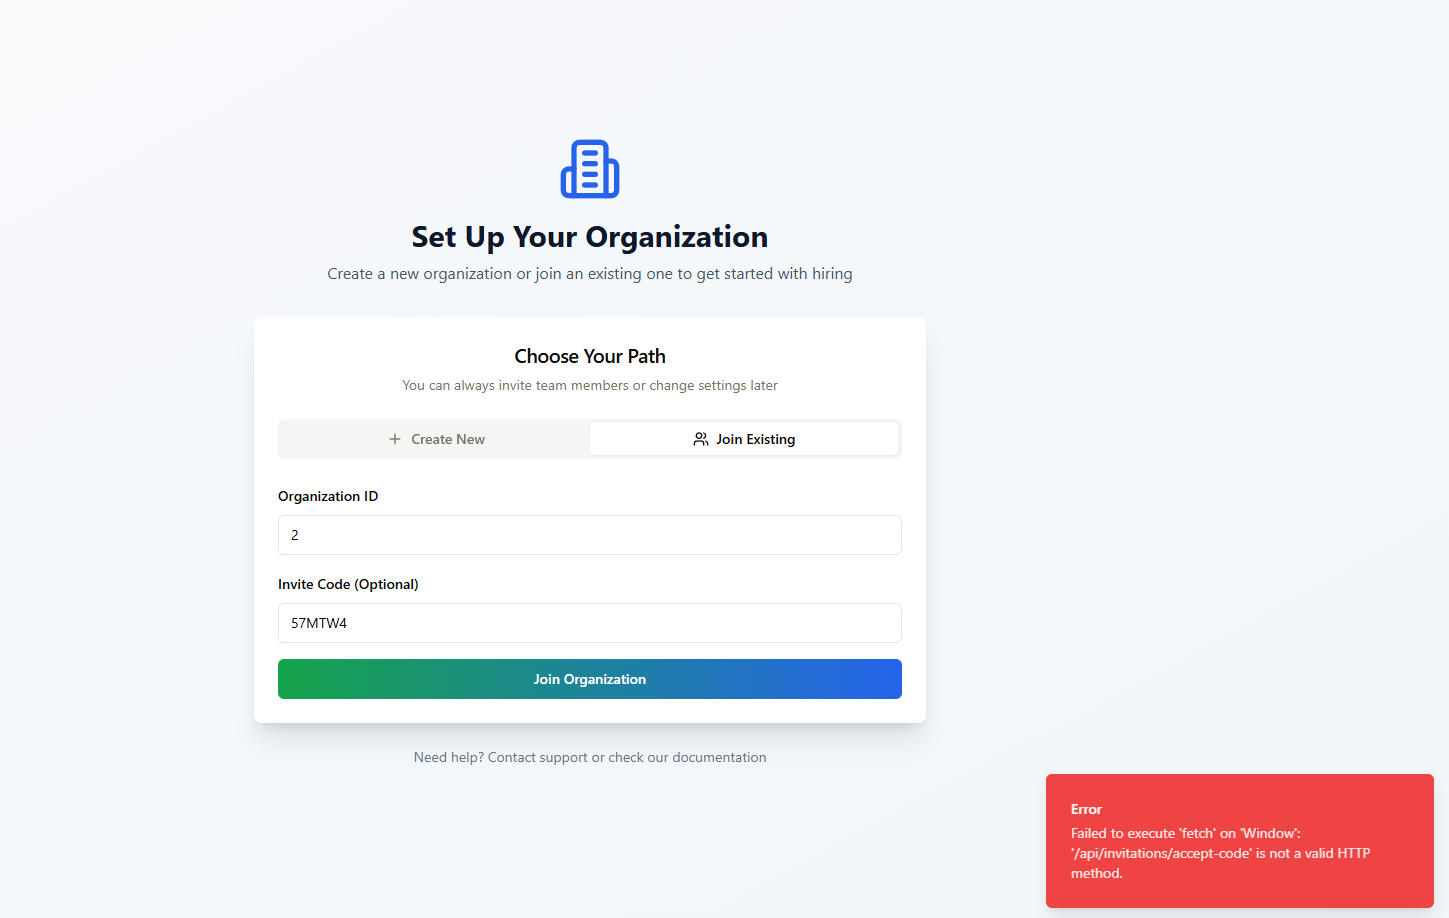 Set Up Your Organization
Create a new organization or join an existing one to get started with hiring
Choose Your Path
You can always invite team members or change settings later
Create New
Join Existing
Organization ID
2
Invite Code (Optional)
57MTW4
Join Organization
Need help? Contact support or check our documentation
Error
Failed to execute 'fetch' on 'Window':
'/api/invitations/accept-code' is not a valid HTTP
method.